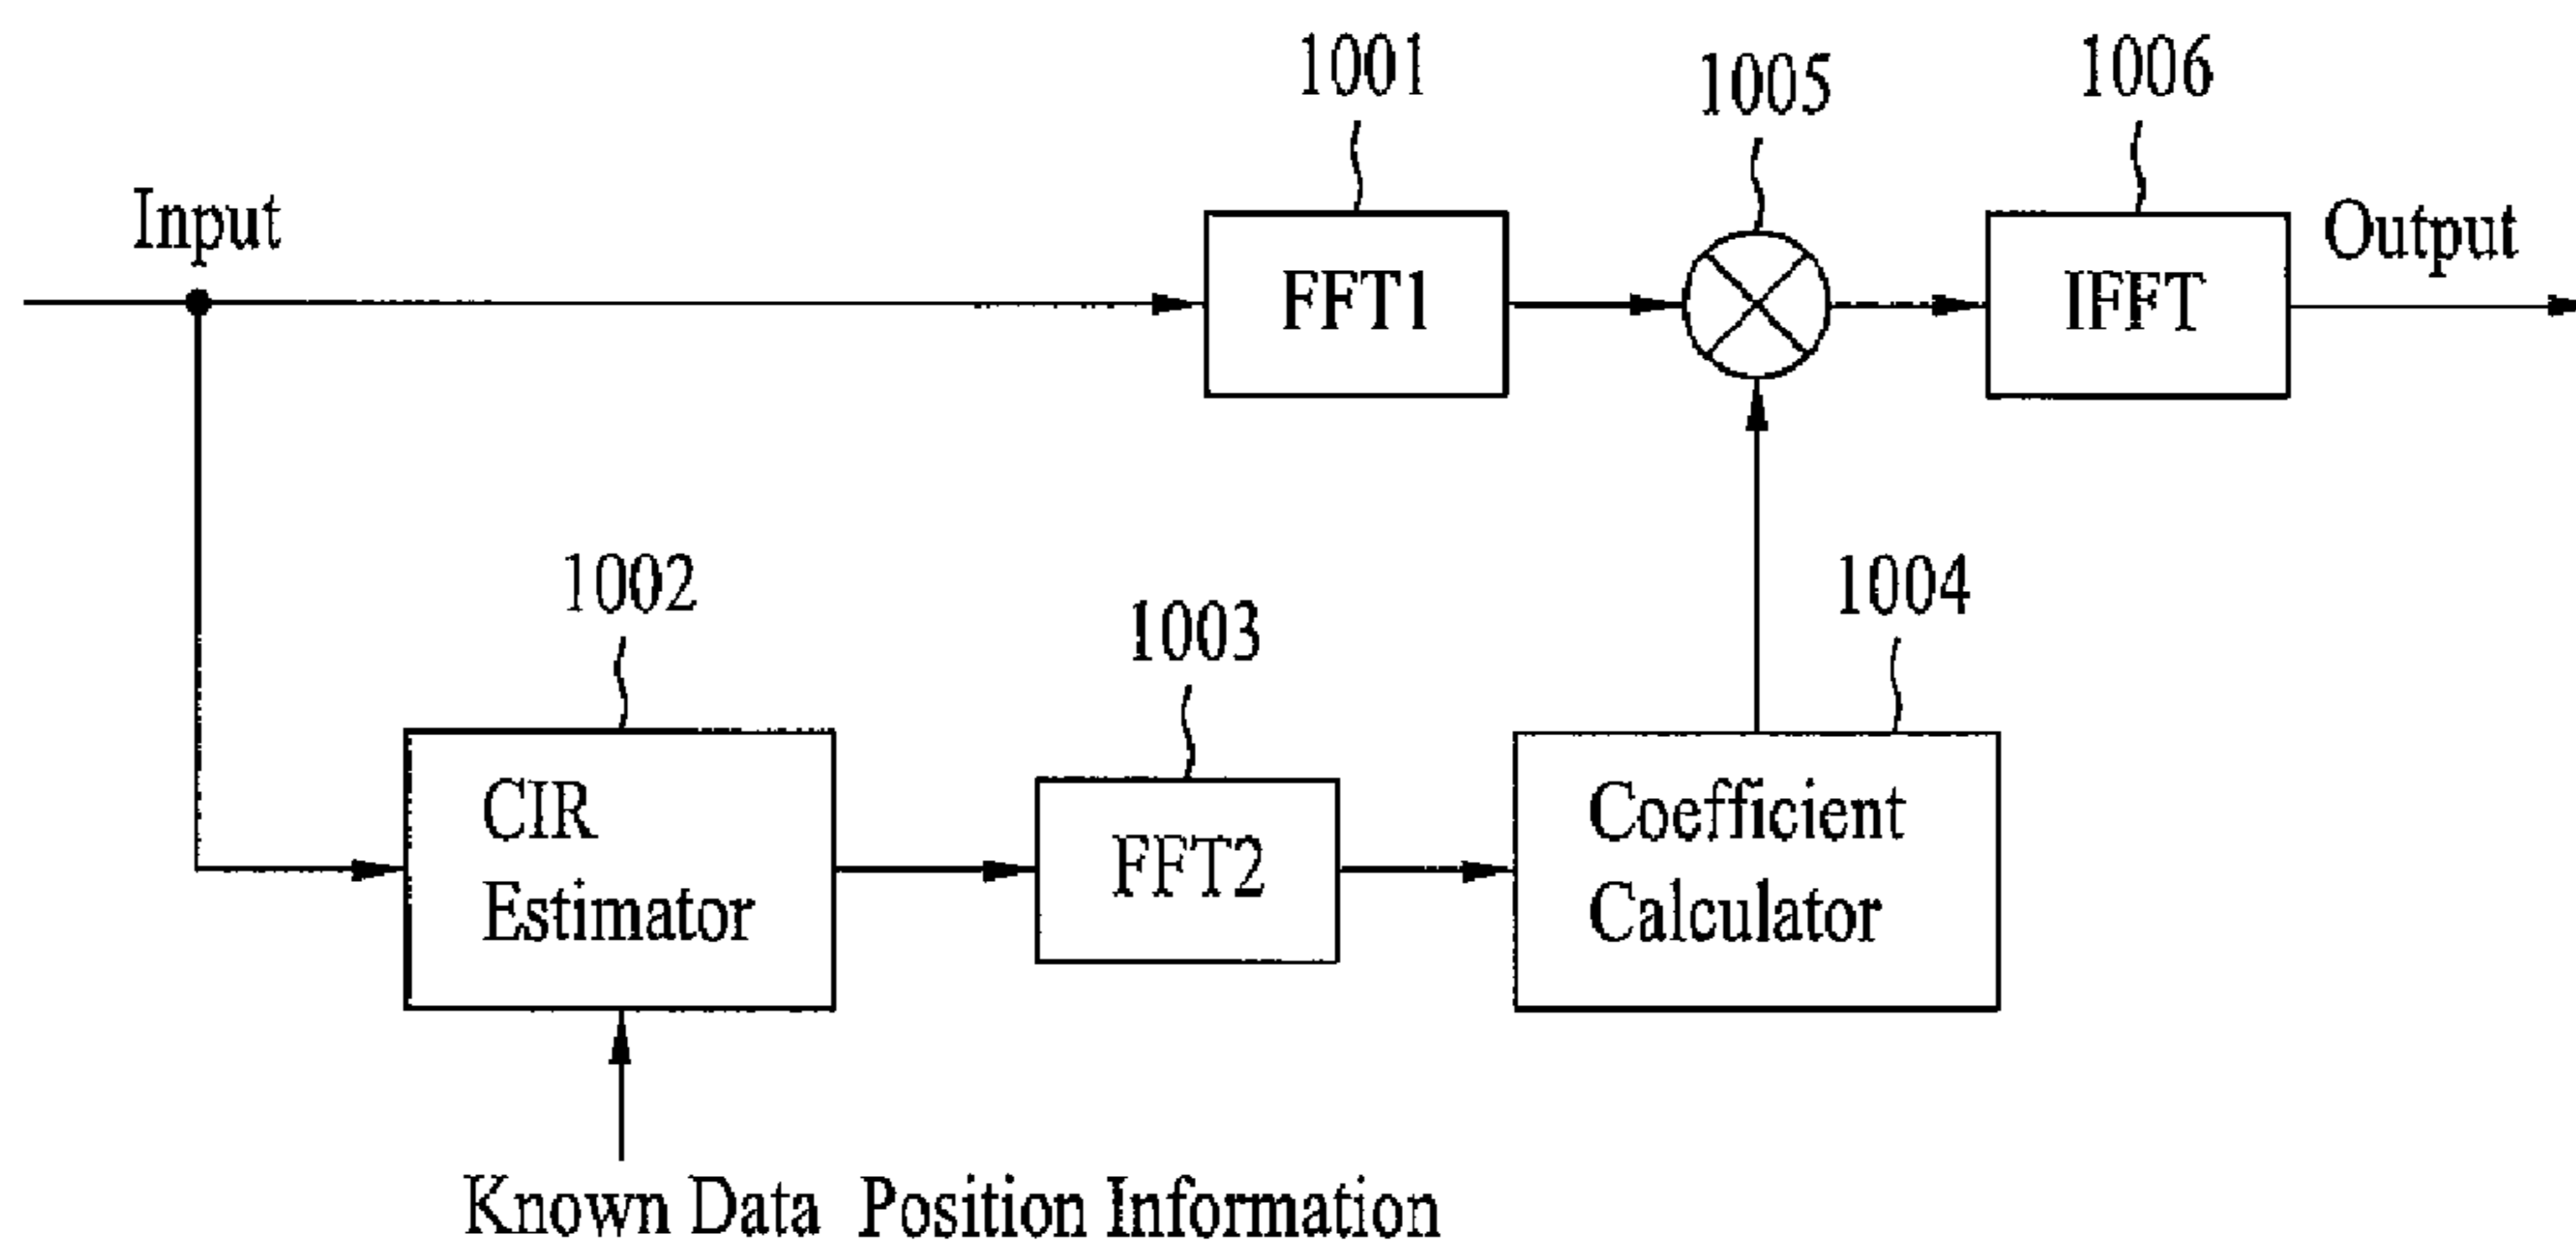 1001
1005
1006
Input
Output
FFT1
IFFT
1002
1003
1004
CIR
Estimator
FFT2
Coefficient
Calculator
Known Data Position Information